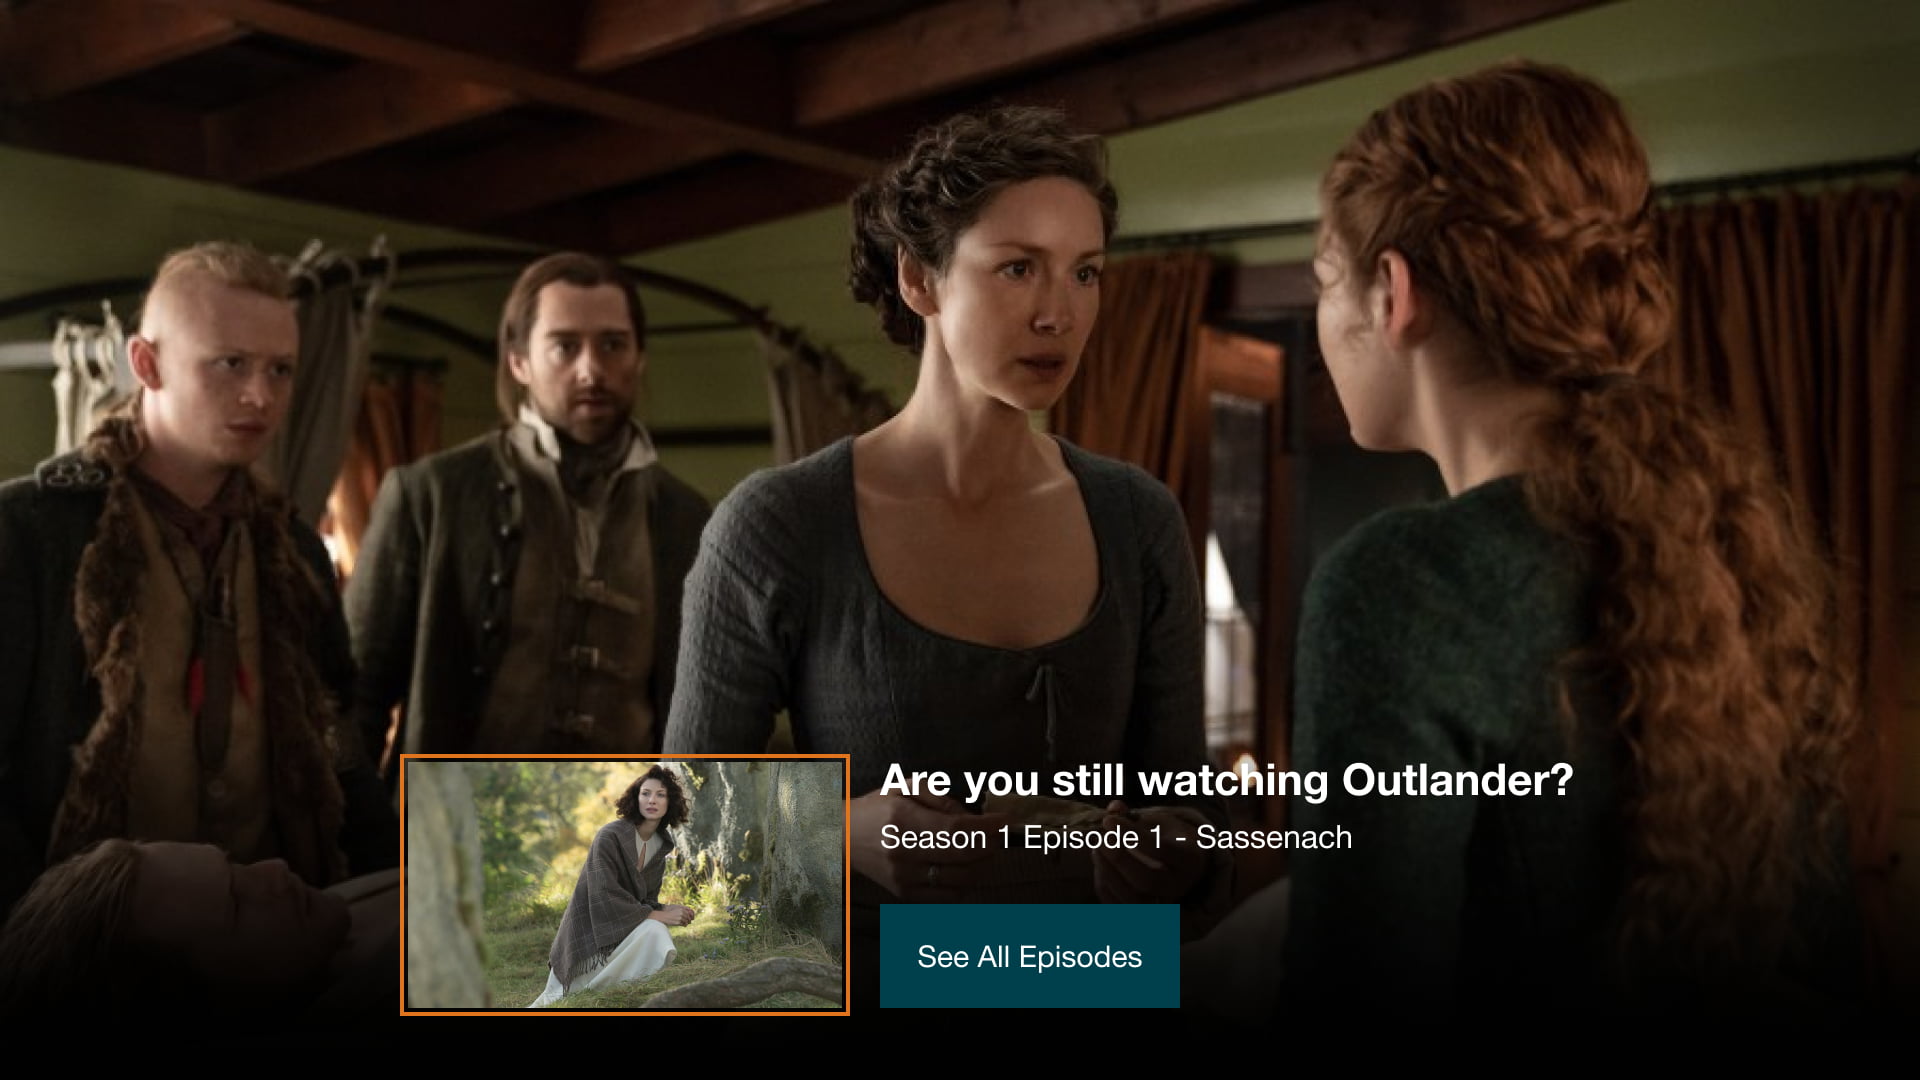 Are you still watching Outlander?
Season 1 Episode 1 - Sassenach
See All Episodes